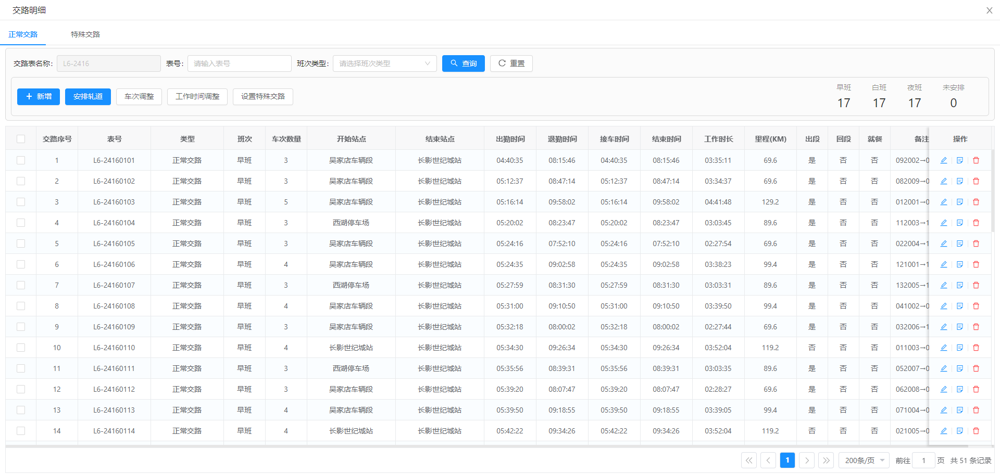 交路明细
正常交路 特殊交路
交路表名称: L6-2416 表号: 请输入表号 班次类型: 请选择班次类型 查询 重置
新增 安排轧道 车次调整 工作时间调整 设置特殊交路
早班 白班 夜班 未安排
17 17 17 0
交路序号 表号 类型 班次 车次数量 开始站点 结束站点 出勤时间 退勤时间 接车时间 结束时间 工作时长 里程(KM) 出段 回段 就餐 备注 操作
1 L6-24160101 正常交路 早班 3 吴家店车辆段 长影世纪城站 04:40:35 08:15:46 04:40:35 08:15:46 03:35:11 69.6 是 否 否 092002→0
2 L6-24160102 正常交路 早班 3 吴家店车辆段 长影世纪城站 05:12:37 08:47:14 05:12:37 08:47:14 03:34:37 69.6 是 否 否 082009→0
3 L6-24160103 正常交路 早班 5 吴家店车辆段 长影世纪城站 05:16:14 09:58:02 05:16:14 09:58:02 04:41:48 129.2 是 否 否 012001→0
4 L6-24160104 正常交路 早班 3 西湖停车场 长影世纪城站 05:20:02 08:23:47 05:20:02 08:23:47 03:03:45 89.6 是 否 否 112003→1
5 L6-24160105 正常交路 早班 3 吴家店车辆段 长影世纪城站 05:24:16 07:52:10 05:24:16 07:52:10 02:27:54 69.6 是 否 否 022004→1
6 L6-24160106 正常交路 早班 4 吴家店车辆段 长影世纪城站 05:24:35 09:02:58 05:24:35 09:02:58 03:38:23 99.4 是 否 否 121001→1
7 L6-24160107 正常交路 早班 3 西湖停车场 长影世纪城站 05:27:59 08:31:30 05:27:59 08:31:30 03:03:31 89.6 是 否 否 132005→1
8 L6-24160108 正常交路 早班 4 吴家店车辆段 长影世纪城站 05:31:00 09:10:50 05:31:00 09:10:50 03:39:50 99.4 是 否 否 041002→0
9 L6-24160109 正常交路 早班 3 吴家店车辆段 长影世纪城站 05:32:18 08:00:02 05:32:18 08:00:02 02:27:44 69.6 是 否 否 032006→1
10 L6-24160110 正常交路 早班 4 长影世纪城站 长影世纪城站 05:34:30 09:26:34 05:34:30 09:26:34 03:52:04 119.2 否 否 否 011003→0
11 L6-24160111 正常交路 早班 3 西湖停车场 长影世纪城站 05:35:56 08:39:31 05:35:56 08:39:31 03:03:35 89.6 是 否 否 052007→0
12 L6-24160112 正常交路 早班 3 吴家店车辆段 长影世纪城站 05:39:20 08:07:47 05:39:20 08:07:47 02:28:27 69.6 是 否 否 062008→0
13 L6-24160113 正常交路 早班 4 吴家店车辆段 长影世纪城站 05:39:50 09:18:55 05:39:50 09:18:55 03:39:05 99.4 是 否 否 071004→0
14 L6-24160114 正常交路 早班 4 长影世纪城站 长影世纪城站 05:42:22 09:34:26 05:42:22 09:34:26 03:52:04 119.2 否 否 否 021005→0
1 200条/页 前往 1 页 共 51 条记录